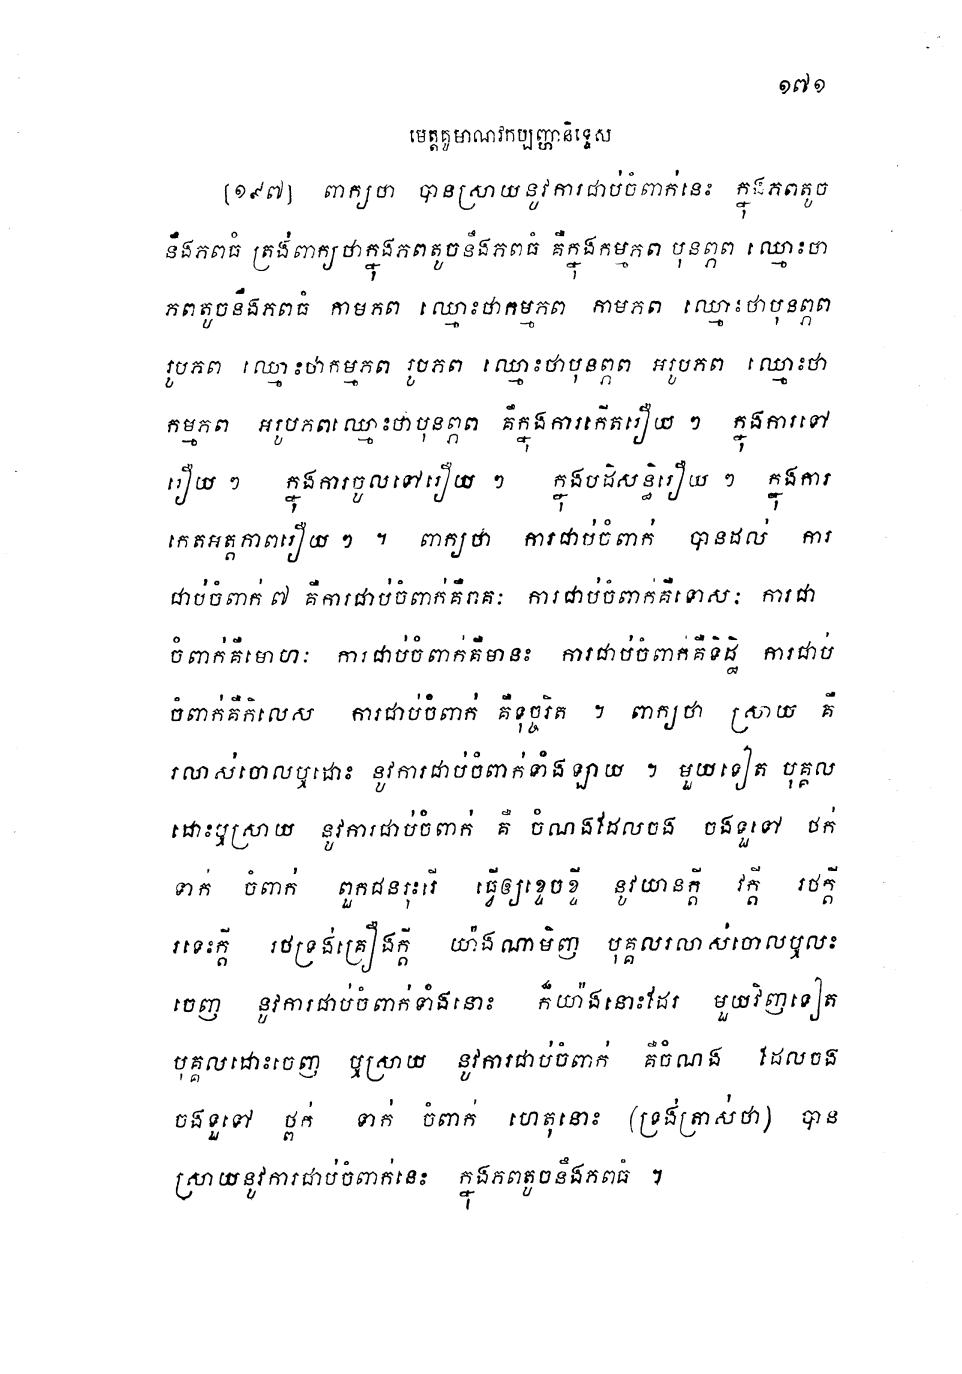 ១៧១
មេត្តគូមាណវកប្បញ្ហានិទ្ទេស
[១៩៧] ពាក្យថា បានស្រាយនូវការជាប់ចំពាក់នេះ ក្នុងភពតូច
នឹងភពធំ ត្រង់ពាក្យថាក្នុងភពតូចនឹងភពធំ គឺក្នុងកម្មភព បុនព្ភព ឈ្មោះថា
ភពតូចនឹងភពធំ កាមភព ឈ្មោះថាកម្មភព កាមភព ឈ្មោះថាបុនព្ភព
រូបភព ឈ្មោះថាកម្មភព រូបភព ឈ្មោះថាបុនព្ភព អរូបភព ឈ្មោះថា
កម្មភព អរូបភពឈ្មោះថាបុនព្ភព គឺក្នុងការកើតរឿយ ៗ ក្នុងការទៅ
រឿយ ៗ ក្នុងការចូលទៅរឿយ ៗ ក្នុងបដិសន្ធិរឿយ ៗ ក្នុងការ
កេតអត្តភាពរឿយ ៗ ។ ពាក្យថា ការជាប់ចំពាក់ បានដល់ ការ
ជាប់ចំពាក់ ៧ គឺការជាប់ចំពាក់គឺរាគៈ ការជាប់ចំពាក់គឺទោសៈ ការជា
ចំពាក់គឺមោហៈ ការជាប់ចំពាក់គឺមានះ ការជាប់ចំពាក់គឺទិដ្ឋិ ការជាប់
ចំពាក់គឺកិលេស ការជាប់ចំពាក់ គឺទុច្ចរិត ។ ពាក្យថា ស្រាយ គឺ
រលាស់ចោលឬដោះ នូវការជាប់ចំពាក់ទាំងឡាយ ។ មួយទៀត បុគ្គល
ដោះឬស្រាយ នូវការជាប់ចំពាក់ គឺ ចំណងដែលចង ចងទួទៅ ថក់
ទាក់ ចំពាក់ ពួកជនរុះរើ ធ្វើឲ្យខ្ទេចខ្ទី នូវយានក្តី វក្តី រថក្តី
រទេះក្តី រថទ្រង់គ្រឿងក្តី យ៉ាងណាមិញ បុគ្គលរលាស់ចោលឬលះ
ចេញ នូវការជាប់ចំពាក់ទាំងនោះ ក៏យ៉ាងនោះដែរ មួយវិញទៀត
បុគ្គលដោះចេញ ឬស្រាយ នូវការជាប់ចំពាក់ គឺចំណង ដែលចង
ចងទួទៅ ថ្ពក់ ទាក់ ចំពាក់ ហេតុនោះ (ទ្រង់ត្រាស់ថា) បាន
ស្រាយនូវការជាប់ចំពាក់នេះ ក្នុងភពតូចនឹងភពធំ ។